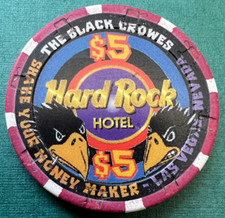 THE BLACK CROWES
$5
Hard Rock
HOTEL
$5
SHAKE YOUR MONEY MAKER - LAS VEGAS, NEVADA